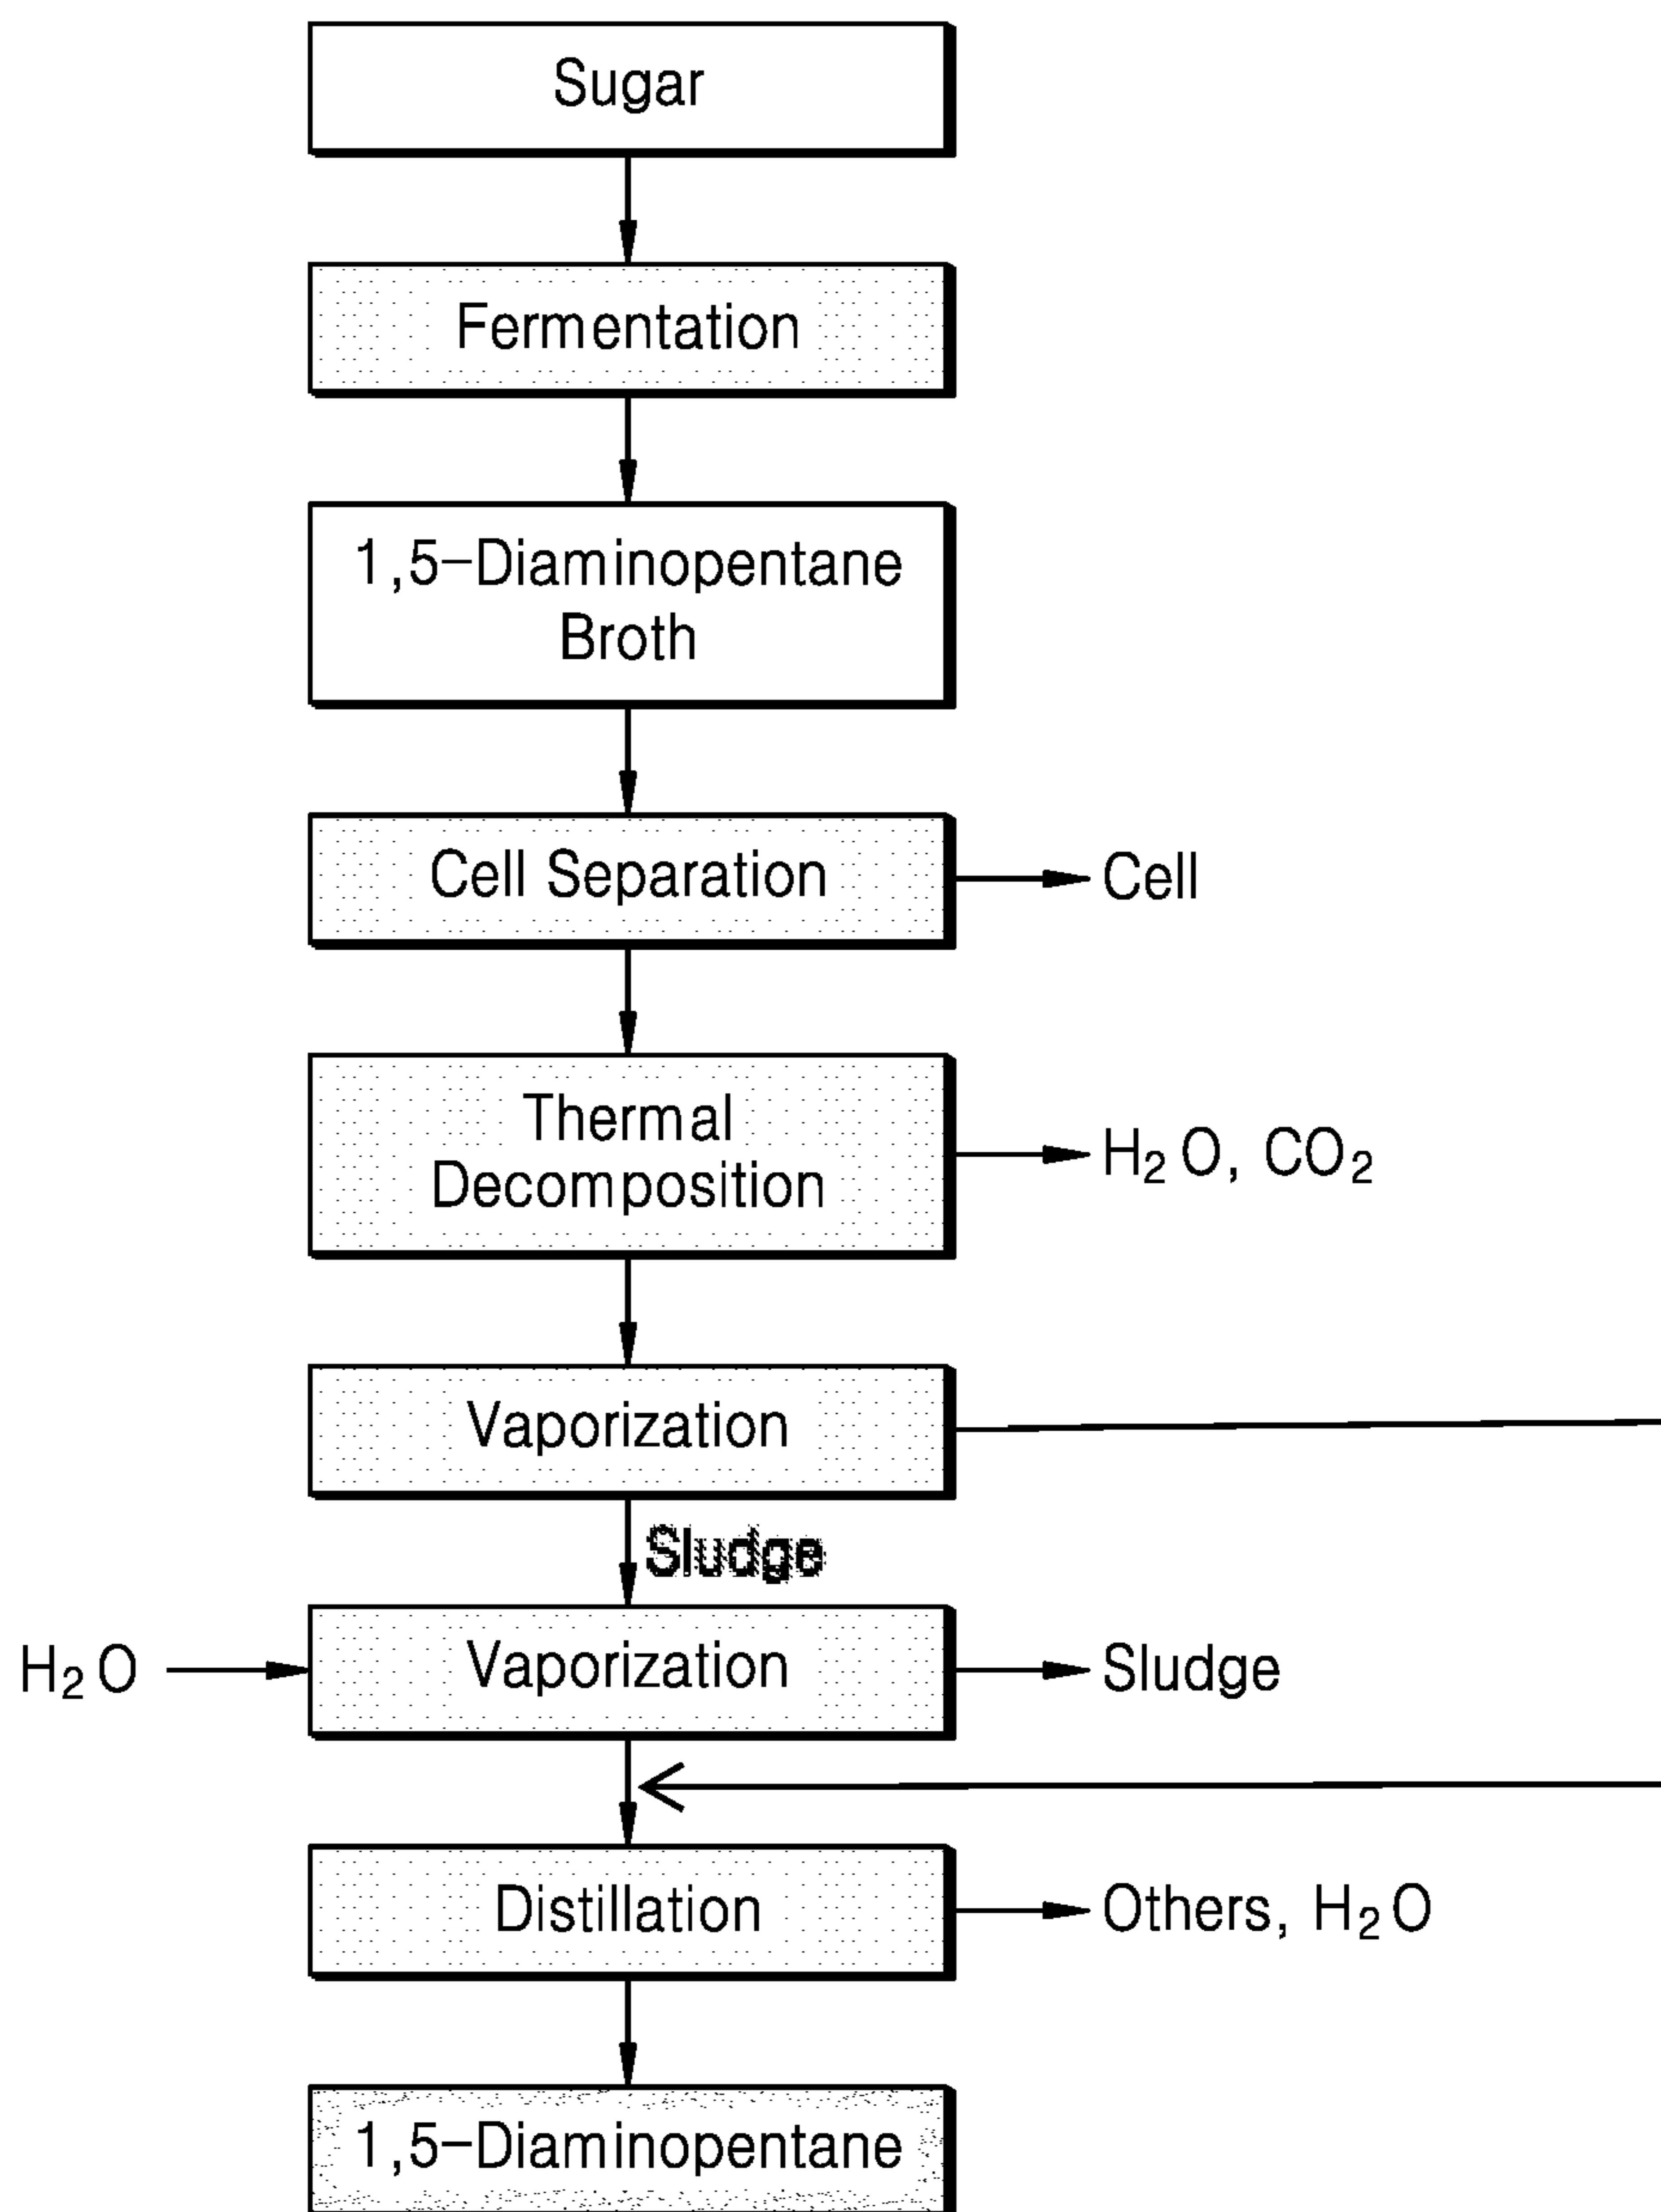 Sugar
Fermentation
1,5-Diaminopentane
Broth
Cell Separation
Cell
Thermal
Decomposition
H₂O, CO₂
Vaporization
Sludge
H₂O
Vaporization
Sludge
Distillation
Others, H₂O
1,5-Diaminopentane